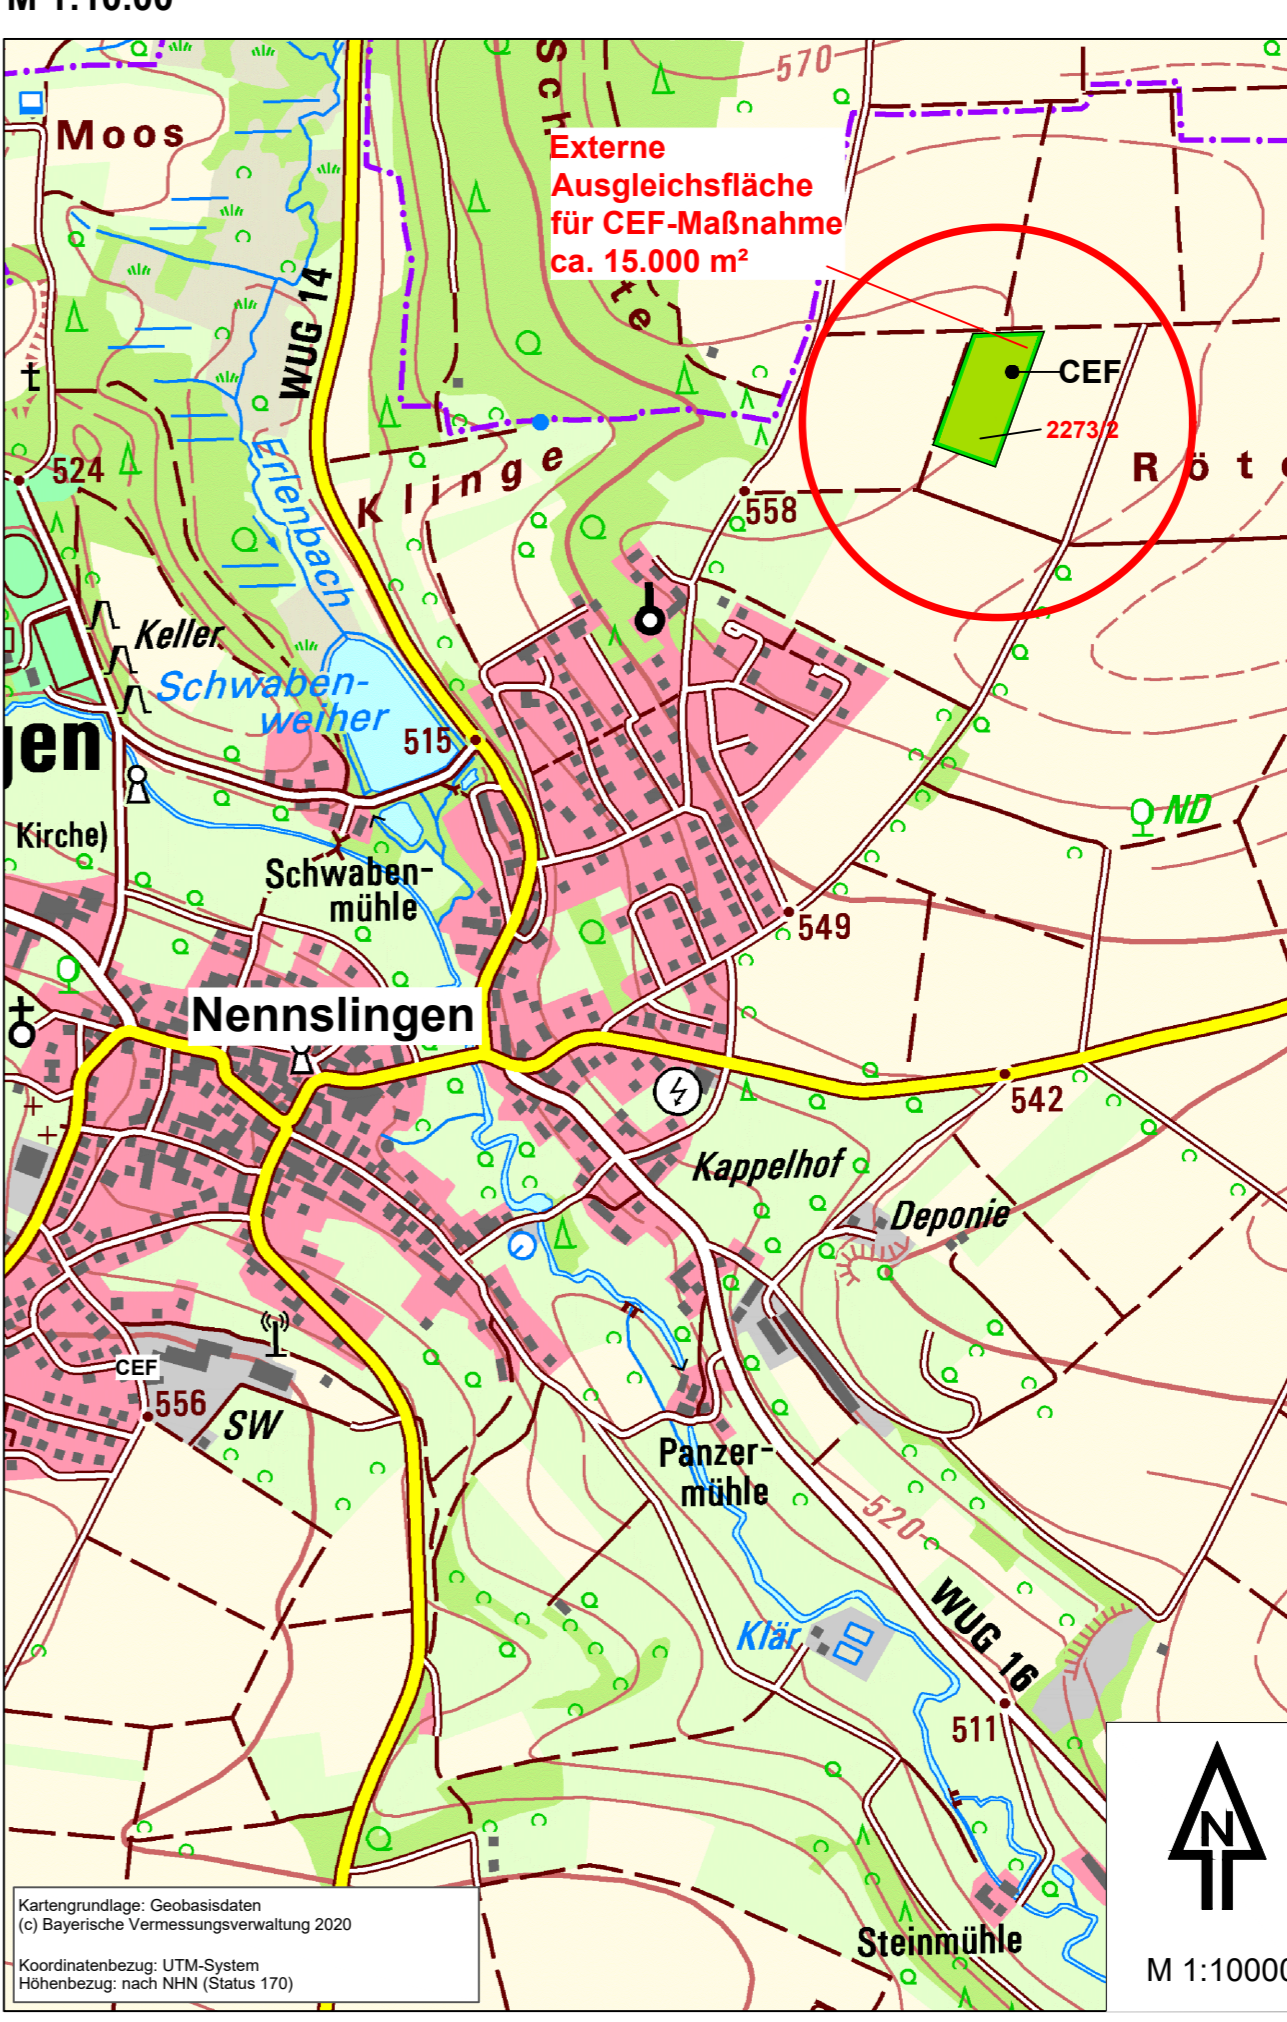 M 1:10.00
570
Moos
Sch
te
Externe
Ausgleichsfläche
für CEF-Maßnahme
ca. 15.000 m²
WUG 14
CEF
2273/2
Röte
524
Klinge
558
Erlenbach
Keller
Schwaben-
weiher
515
gen
Kirche)
ND
Schwaben-
mühle
549
Nennslingen
542
Kappelhof
Deponie
CEF
556
SW
Panzer-
mühle
520
WUG 16
Klär
511
N
Kartengrundlage: Geobasisdaten
(c) Bayerische Vermessungsverwaltung 2020
Koordinatenbezug: UTM-System
Höhenbezug: nach NHN (Status 170)
Steinmühle
M 1:10000